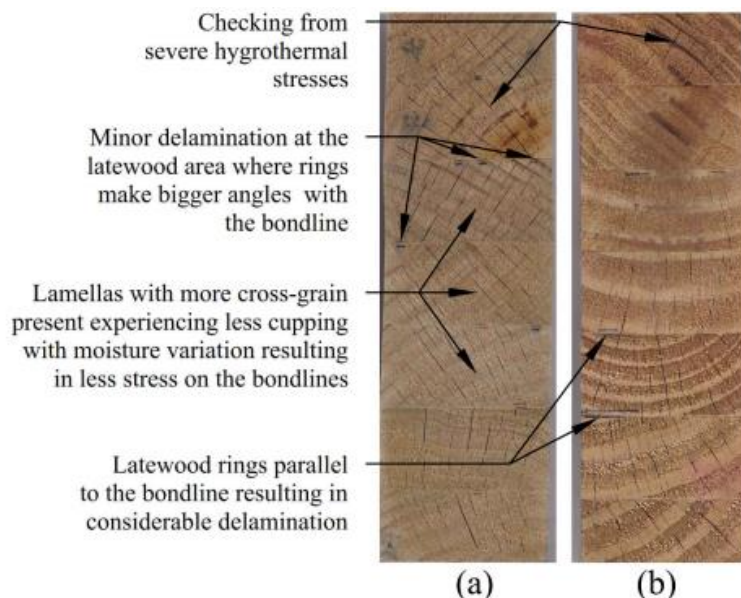 Checking from
severe hygrothermal
stresses
Minor delamination at the
latewood area where rings
make bigger angles with
the bondline
Lamellas with more cross-grain
present experiencing less cupping
with moisture variation resulting
in less stress on the bondlines
Latewood rings parallel
to the bondline resulting in
considerable delamination
(a)
(b)